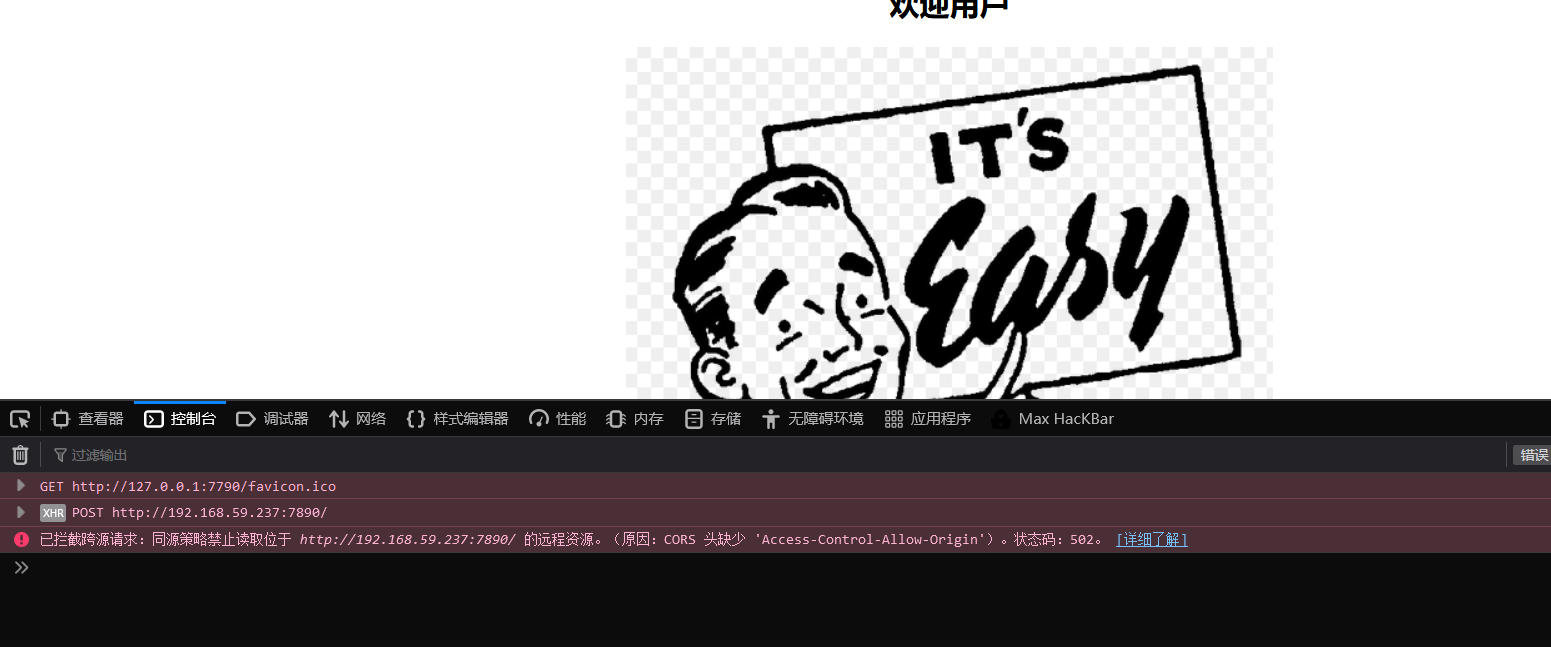 欢迎用户
IT'S
Easy
查看器 控制台 调试器 网络 样式编辑器 性能 内存 存储 无障碍环境 应用程序 Max HacKBar
过滤输出 错误
GET http://127.0.0.1:7790/favicon.ico
XHR POST http://192.168.59.237:7890/
已拦截跨源请求：同源策略禁止读取位于 http://192.168.59.237:7890/ 的远程资源。（原因：CORS 头缺少 'Access-Control-Allow-Origin'）。状态码：502。 [详细了解]